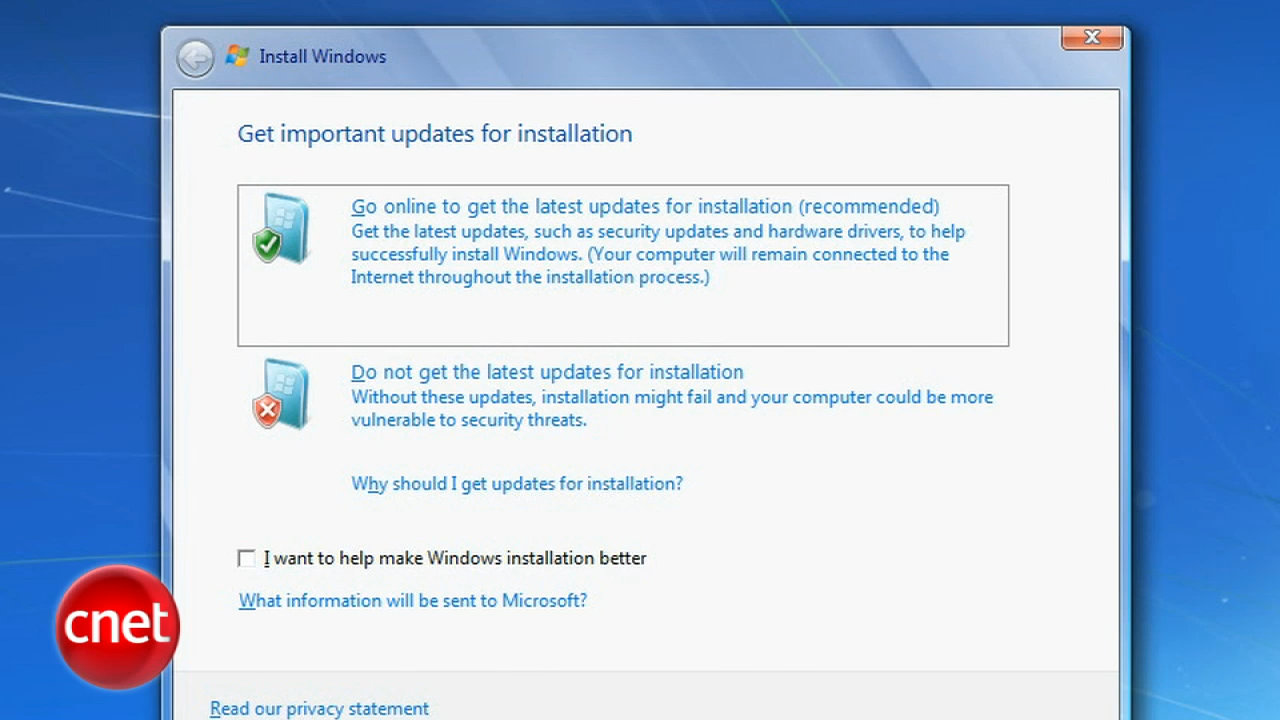 Install Windows
Get important updates for installation
Go online to get the latest updates for installation (recommended)
Get the latest updates, such as security updates and hardware drivers, to help
successfully install Windows. (Your computer will remain connected to the
Internet throughout the installation process.)
Do not get the latest updates for installation
Without these updates, installation might fail and your computer could be more
vulnerable to security threats.
Why should I get updates for installation?
I want to help make Windows installation better
What information will be sent to Microsoft?
cnet
Read our privacy statement